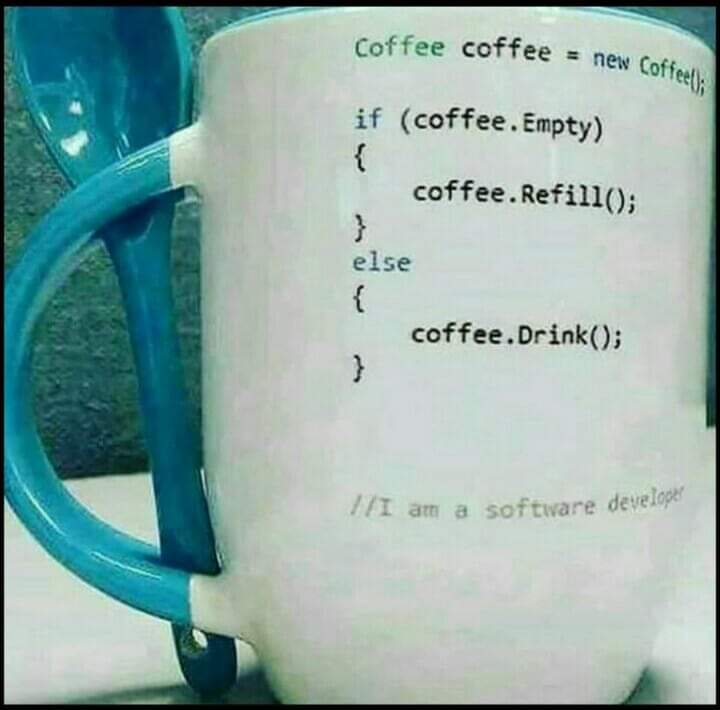 Coffee coffee = new Coffee();
if (coffee.Empty)
{
    coffee.Refill();
}
else
{
    coffee.Drink();
}
//I am a software developer